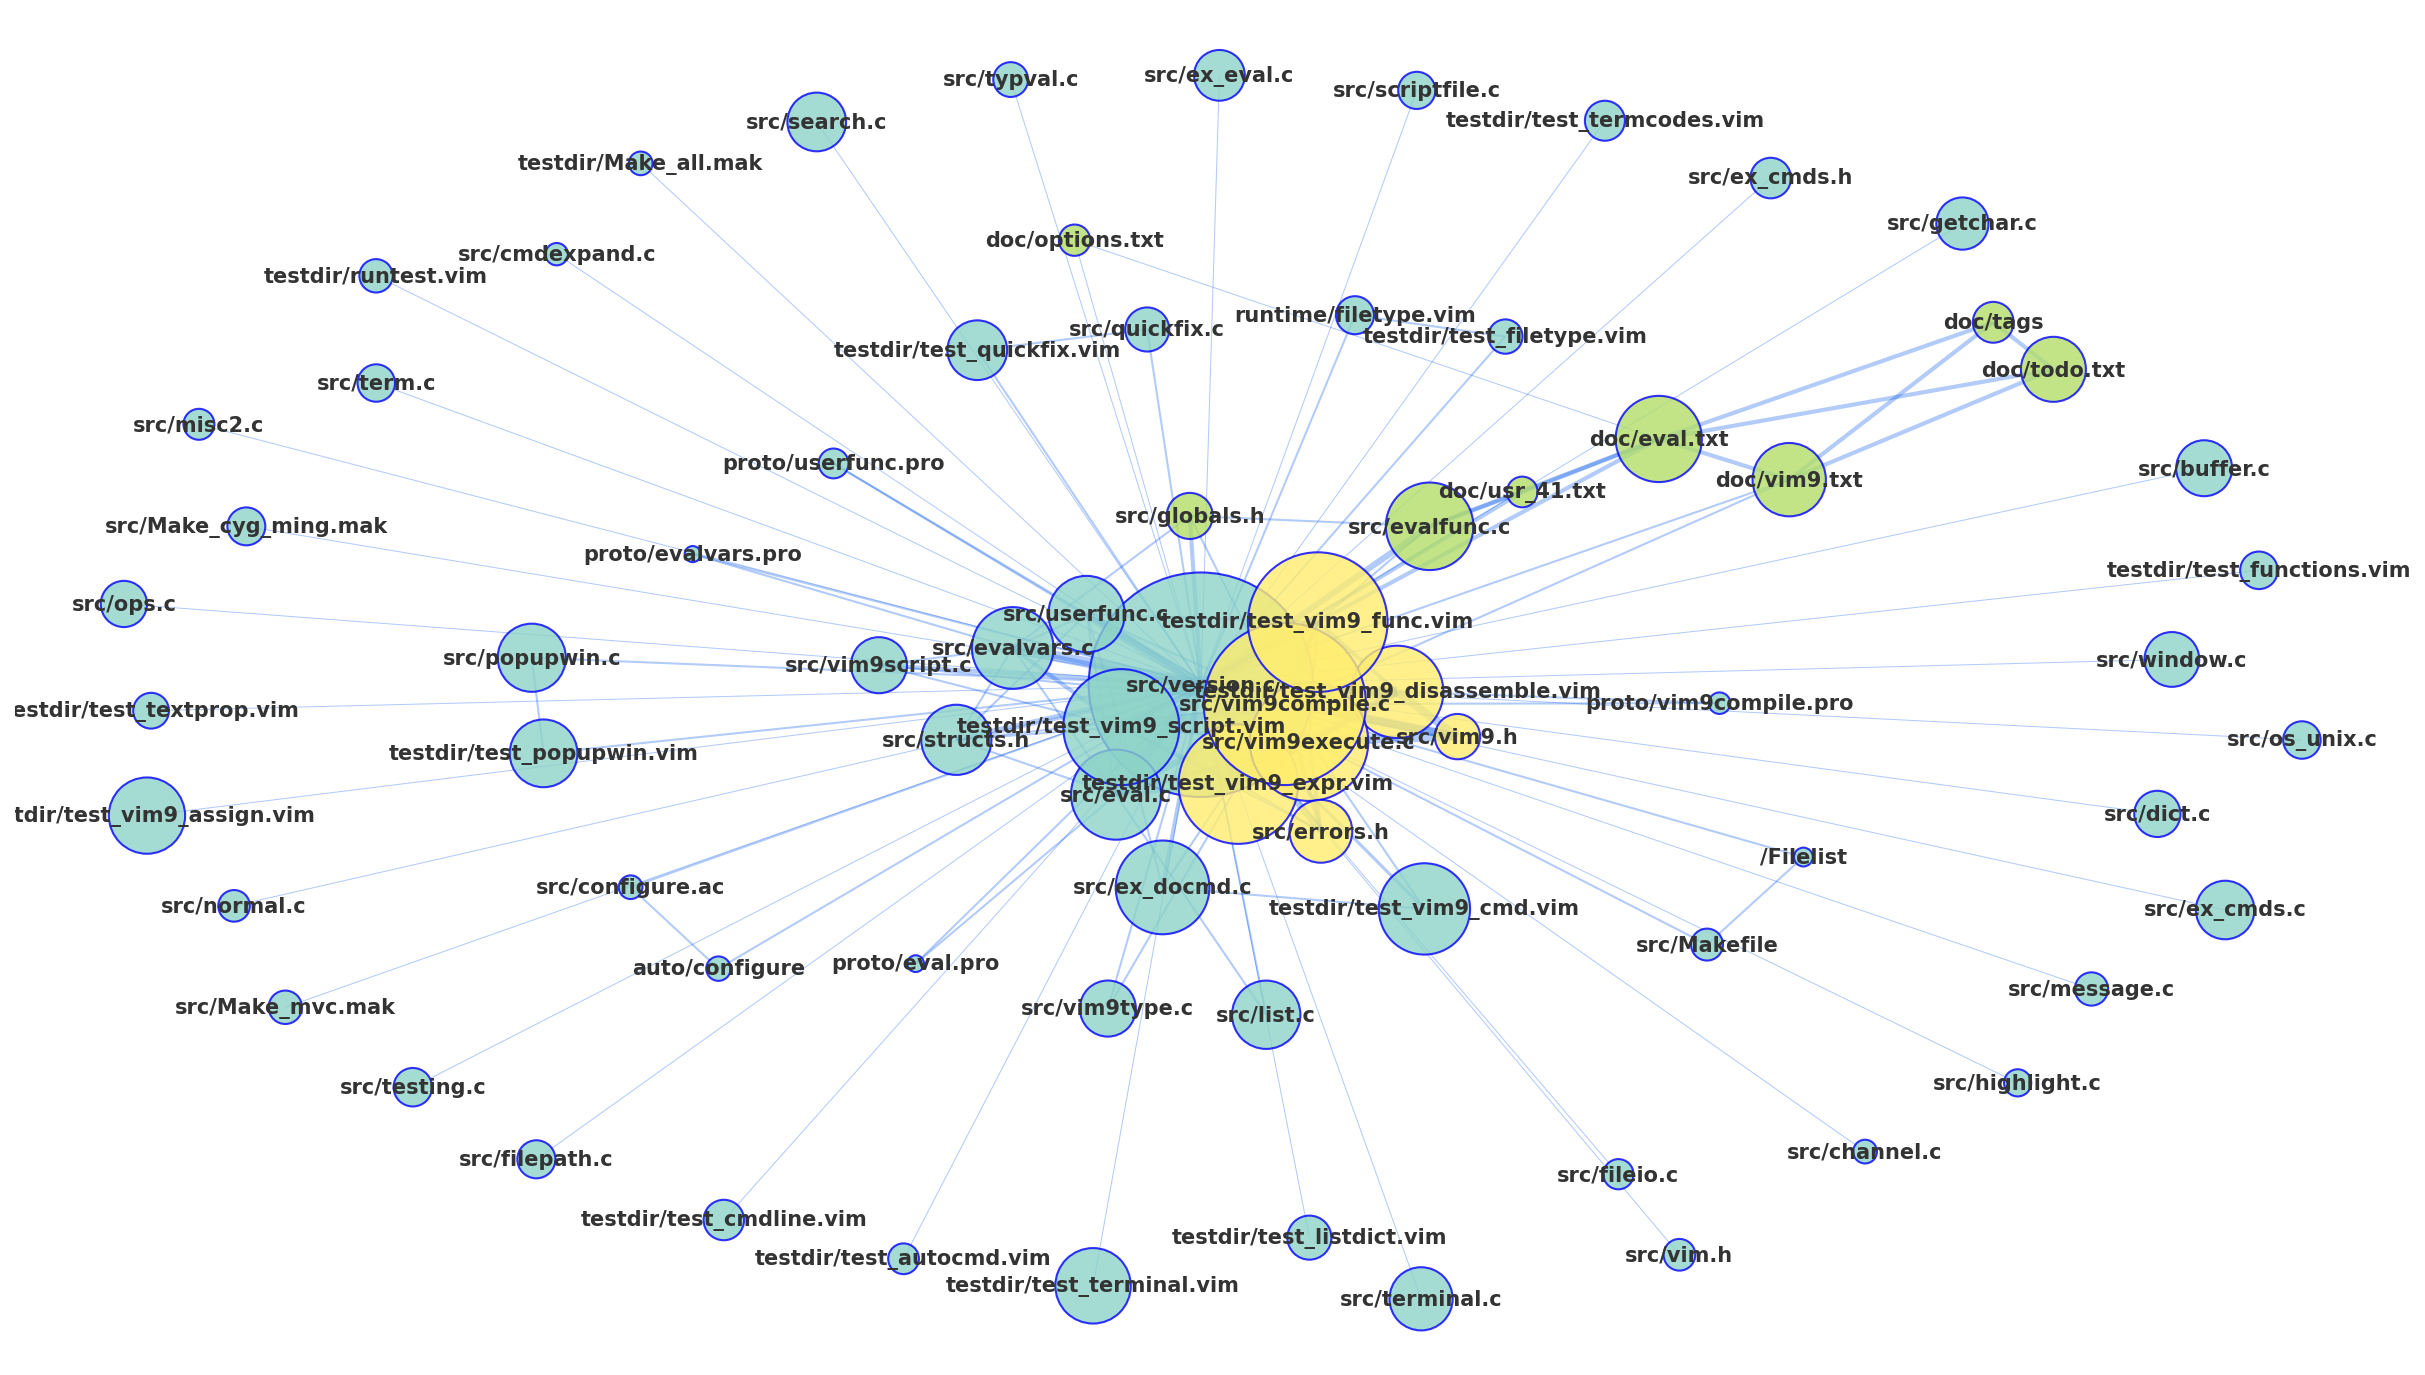 src/typval.c
src/ex_eval.c
src/scriptfile.c
src/search.c
testdir/test_termcodes.vim
testdir/Make_all.mak
src/ex_cmds.h
src/getchar.c
doc/options.txt
src/cmdexpand.c
testdir/runtest.vim
runtime/filetype.vim
doc/tags
src/quickfix.c
testdir/test_filetype.vim
testdir/test_quickfix.vim
doc/todo.txt
src/term.c
src/misc2.c
doc/eval.txt
proto/userfunc.pro
src/buffer.c
doc/vim9.txt
doc/usr_41.txt
src/globals.h
src/Make_cyg_ming.mak
src/evalfunc.c
proto/evalvars.pro
testdir/test_functions.vim
src/ops.c
src/userfunc.c
testdir/test_vim9_func.vim
src/evalvars.c
src/popupwin.c
src/vim9script.c
src/window.c
src/version.c
testdir/test_vim9_disassemble.vim
src/vim9compile.c
proto/vim9compile.pro
estdir/test_textprop.vim
testdir/test_vim9_script.vim
src/structs.h
src/vim9execute.c
src/vim9.h
src/os_unix.c
testdir/test_popupwin.vim
testdir/test_vim9_expr.vim
src/eval.c
tdir/test_vim9_assign.vim
src/dict.c
src/errors.h
/Filelist
src/configure.ac
src/ex_docmd.c
src/normal.c
testdir/test_vim9_cmd.vim
src/ex_cmds.c
src/Makefile
proto/eval.pro
auto/configure
src/message.c
src/Make_mvc.mak
src/vim9type.c
src/list.c
src/highlight.c
src/testing.c
src/channel.c
src/filepath.c
src/fileio.c
testdir/test_cmdline.vim
testdir/test_listdict.vim
src/vim.h
testdir/test_autocmd.vim
testdir/test_terminal.vim
src/terminal.c